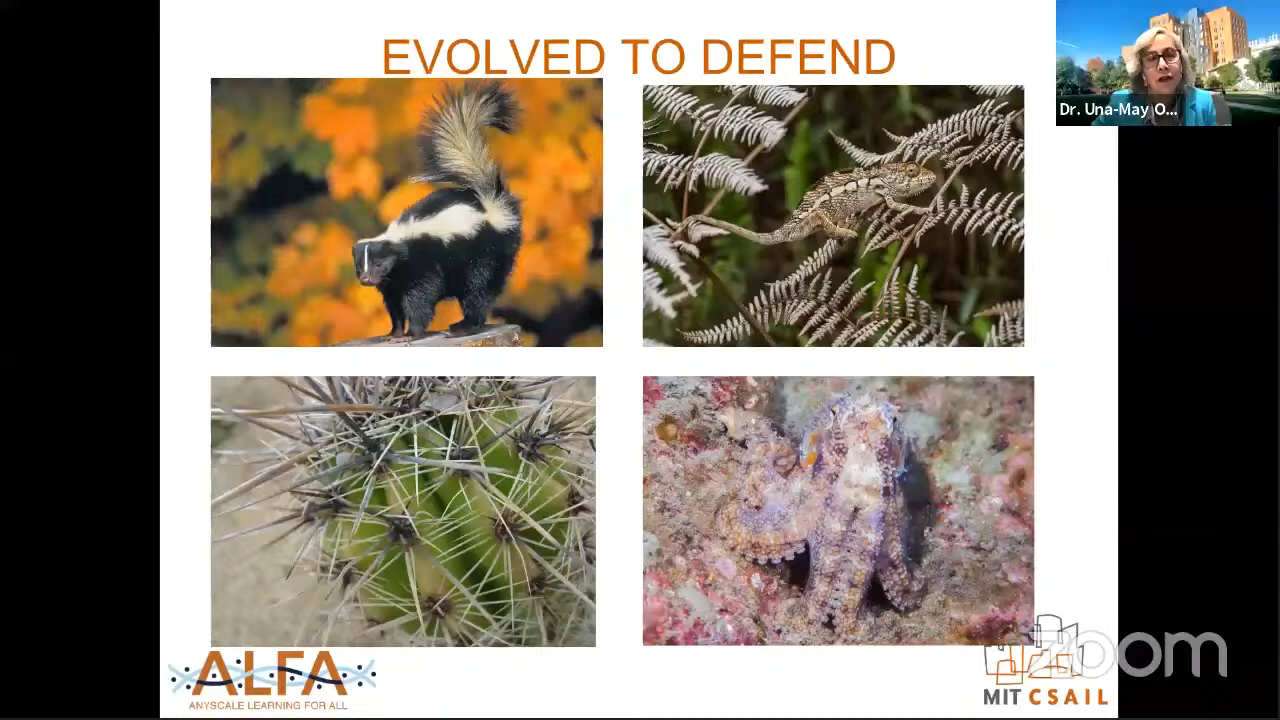 EVOLVED TO DEFEND
Dr. Una-May O...
ALFA
ANYSCALE LEARNING FOR ALL
zoom
MIT CSAIL